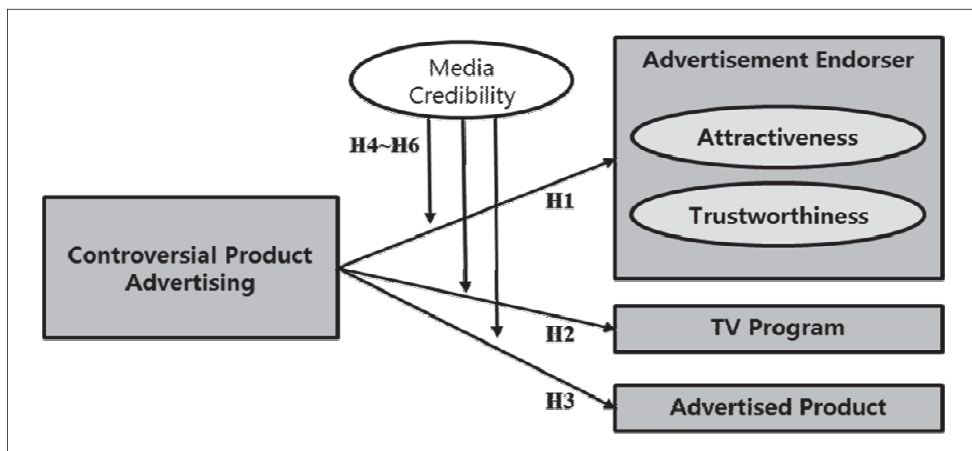 Media
Credibility
H4~H6
Advertisement Endorser
Attractiveness
Trustworthiness
H1
Controversial Product
Advertising
H2
TV Program
H3
Advertised Product